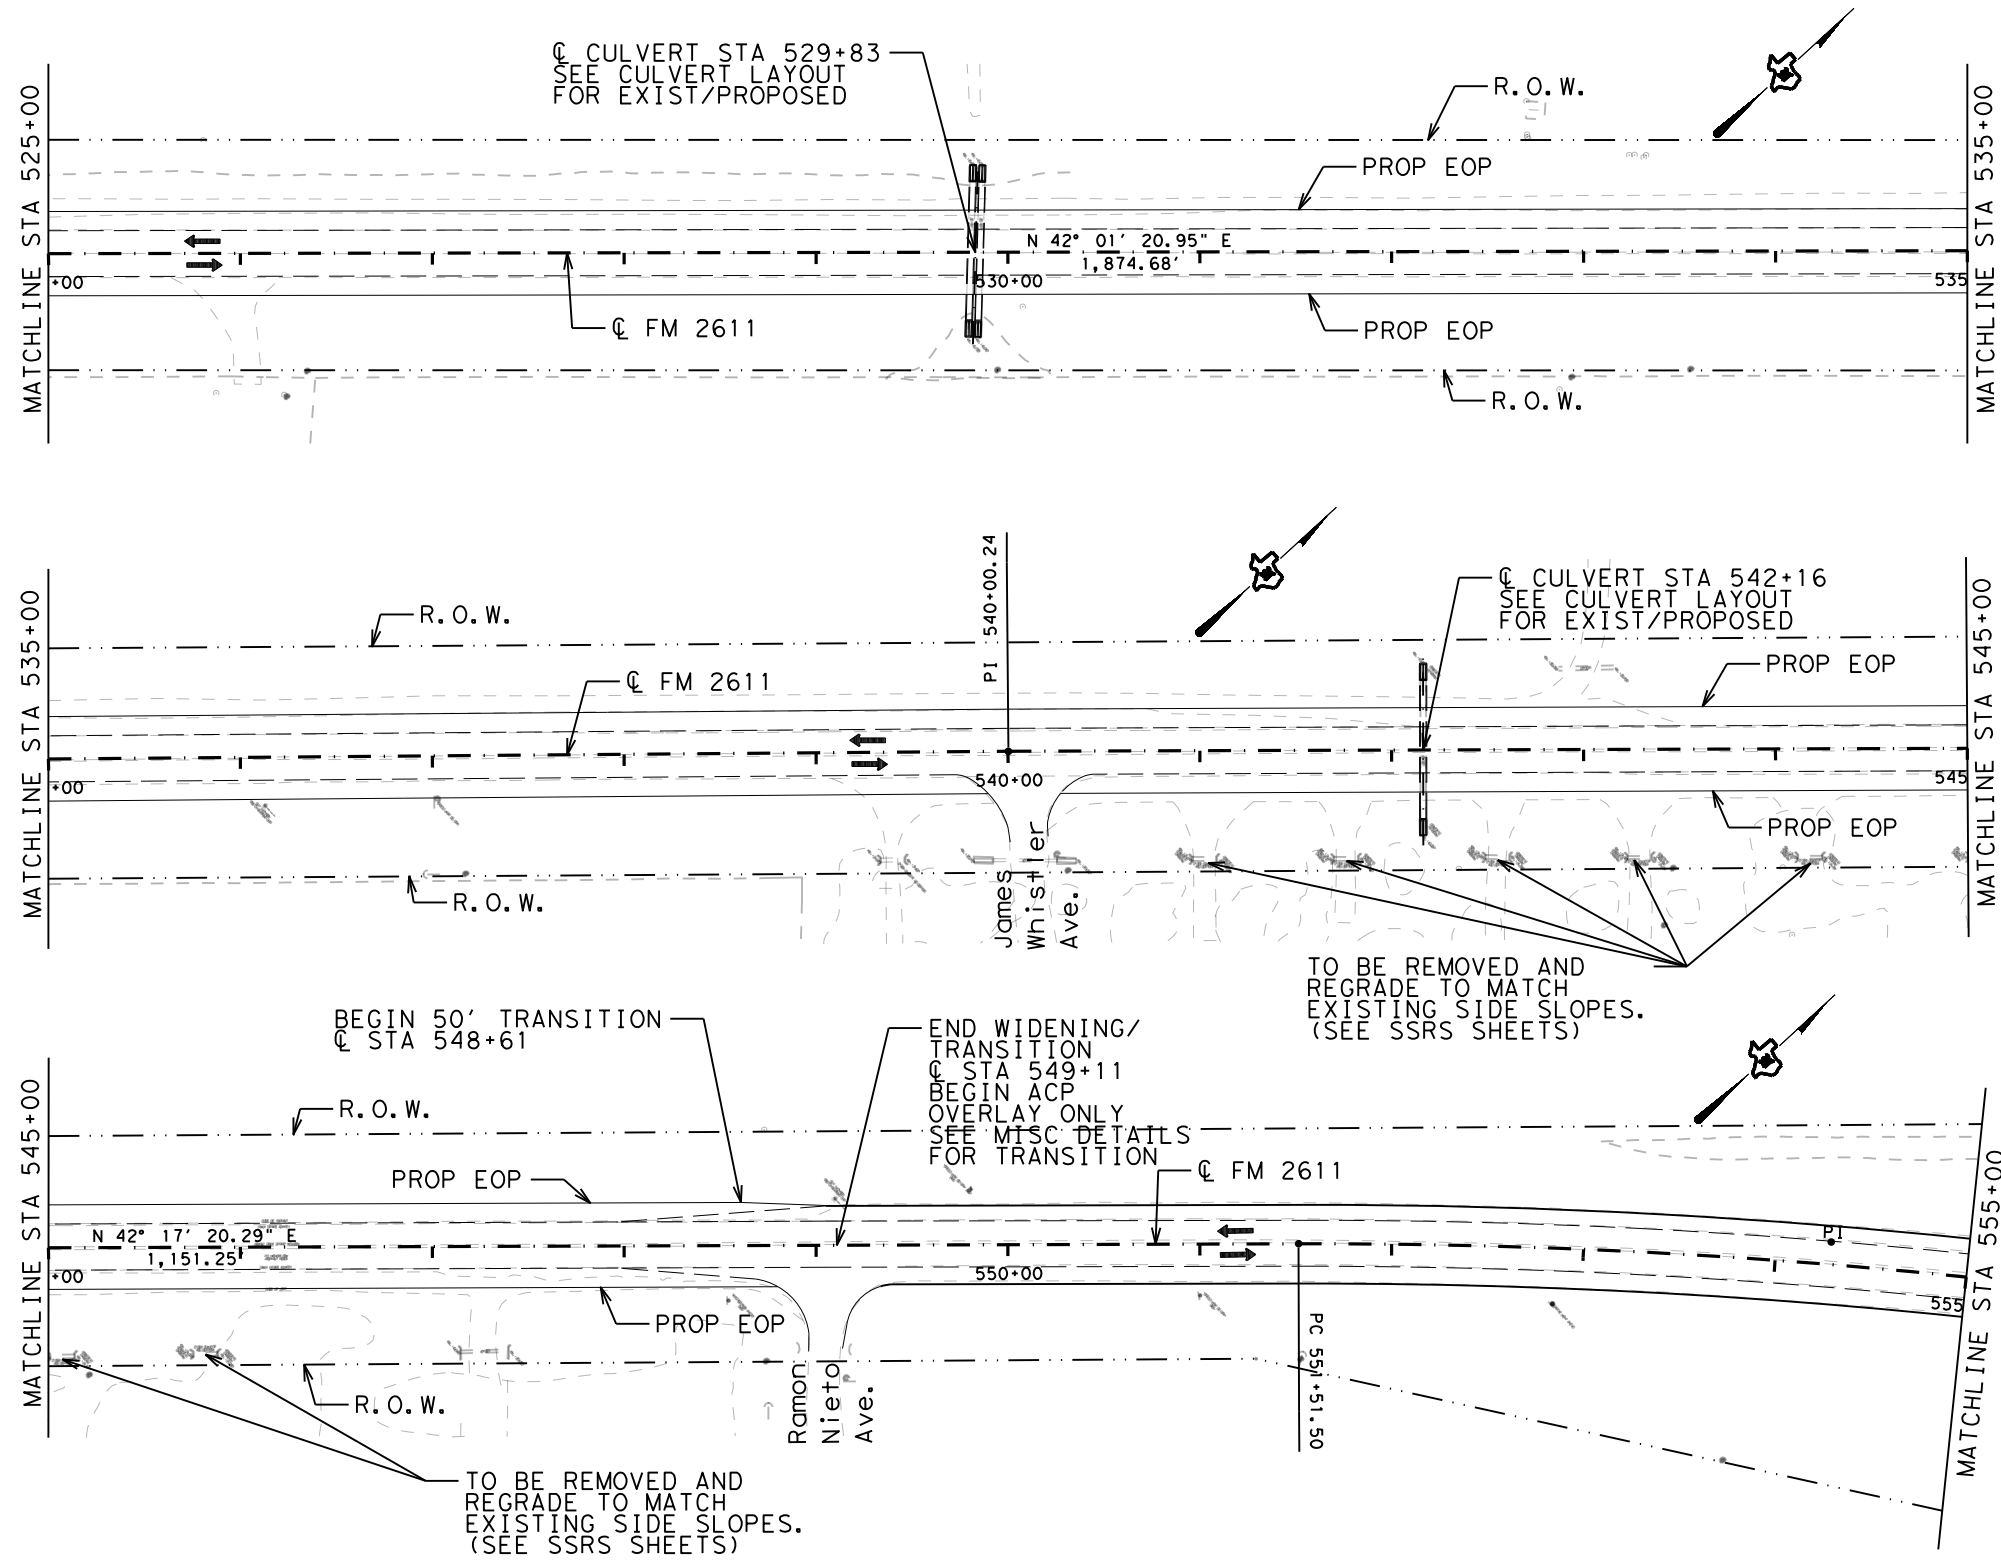 ℄ CULVERT STA 529+83
SEE CULVERT LAYOUT
FOR EXIST/PROPOSED
R.O.W.
PROP EOP
MATCHLINE STA 525+00
MATCHLINE STA 535+00
N 42° 01' 20.95" E
1,874.68'
+00
530+00
535
℄ FM 2611
PROP EOP
R.O.W.
MATCHLINE STA 535+00
R.O.W.
℄ FM 2611
PI 540+00.24
℄ CULVERT STA 542+16
SEE CULVERT LAYOUT
FOR EXIST/PROPOSED
PROP EOP
MATCHLINE STA 545+00
+00
540+00
545
PROP EOP
R.O.W.
James
Whistler
Ave.
TO BE REMOVED AND
REGRADE TO MATCH
EXISTING SIDE SLOPES.
(SEE SSRS SHEETS)
BEGIN 50' TRANSITION
℄ STA 548+61
END WIDENING/
TRANSITION
℄ STA 549+11
BEGIN ACP
OVERLAY ONLY
SEE MISC DETAILS
FOR TRANSITION
MATCHLINE STA 545+00
R.O.W.
PROP EOP
℄ FM 2611
N 42° 17' 20.29" E
1,151.25'
+00
550+00
PI
555
MATCHLINE STA 555+00
PROP EOP
PC 551+51.50
R.O.W.
Ramon
Nieto
Ave.
TO BE REMOVED AND
REGRADE TO MATCH
EXISTING SIDE SLOPES.
(SEE SSRS SHEETS)